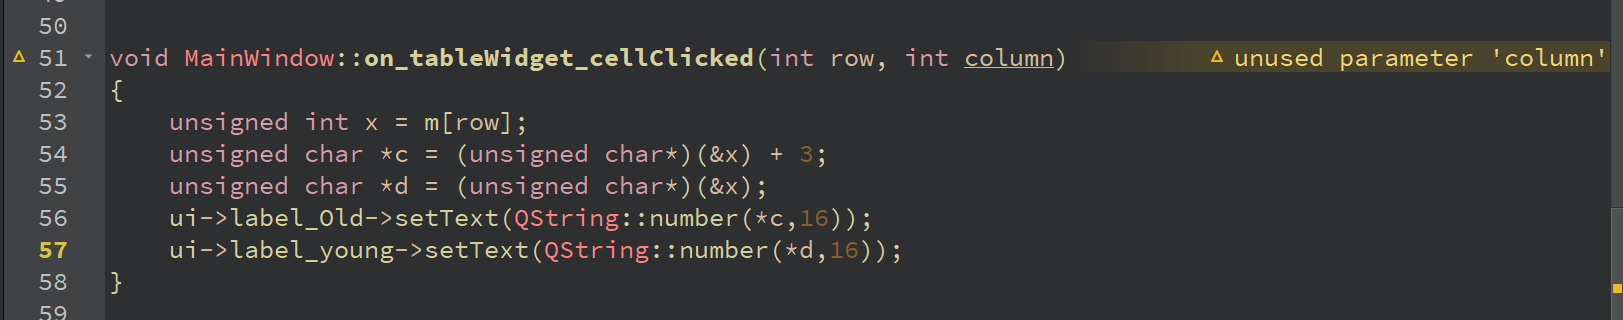 50
51 void MainWindow::on_tableWidget_cellClicked(int row, int column) unused parameter 'column'
52 {
53 unsigned int x = m[row];
54 unsigned char *c = (unsigned char*)(&x) + 3;
55 unsigned char *d = (unsigned char*)(&x);
56 ui->label_Old->setText(QString::number(*c,16));
57 ui->label_young->setText(QString::number(*d,16));
58 }
59